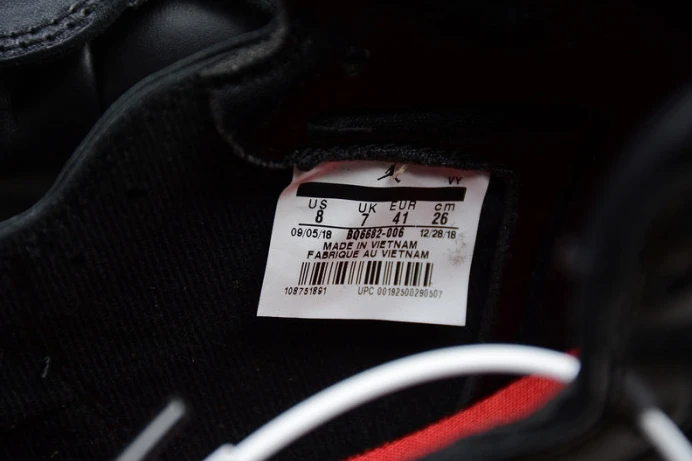 VY
US UK EUR cm
8 7 41 26
09/05/18 BQ6682-006 12/28/18
MADE IN VIETNAM
FABRIQUE AU VIETNAM
108751891 UPC 00192500280507